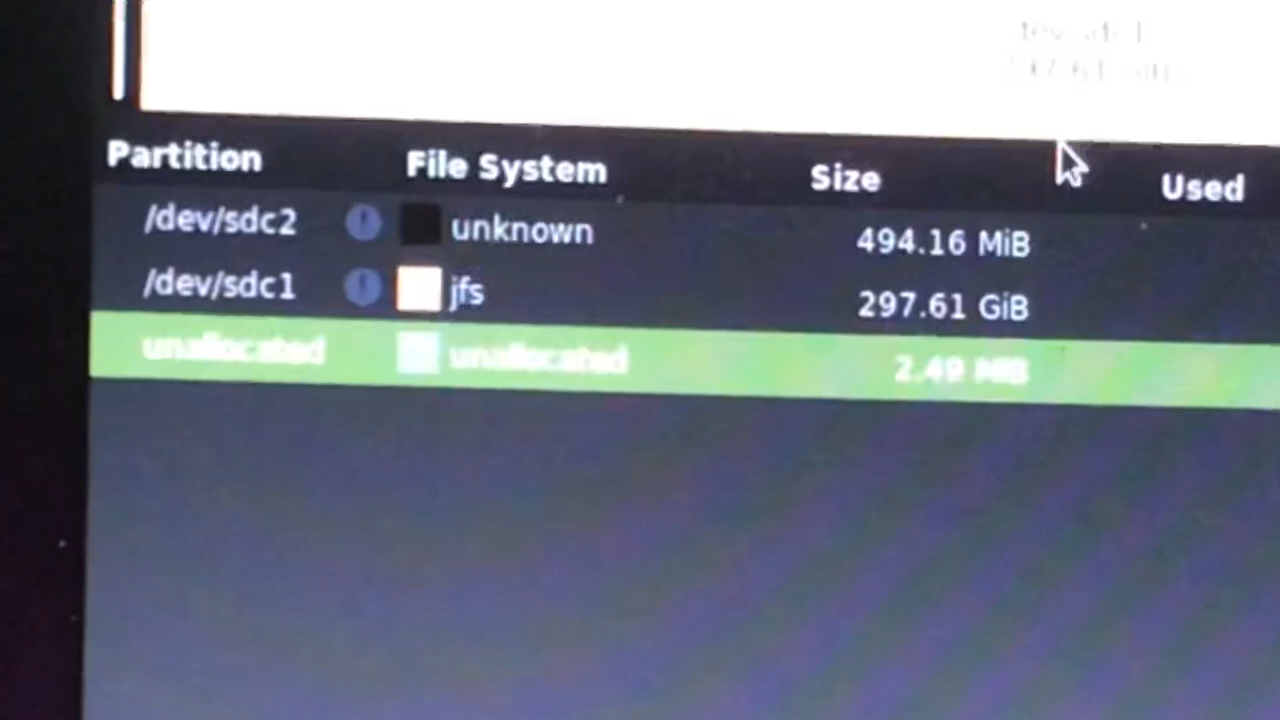 Partition File System Size Used
/dev/sdc2 unknown 494.16 MiB
/dev/sdc1 jfs 297.61 GiB
unallocated unallocated 2.49 MiB